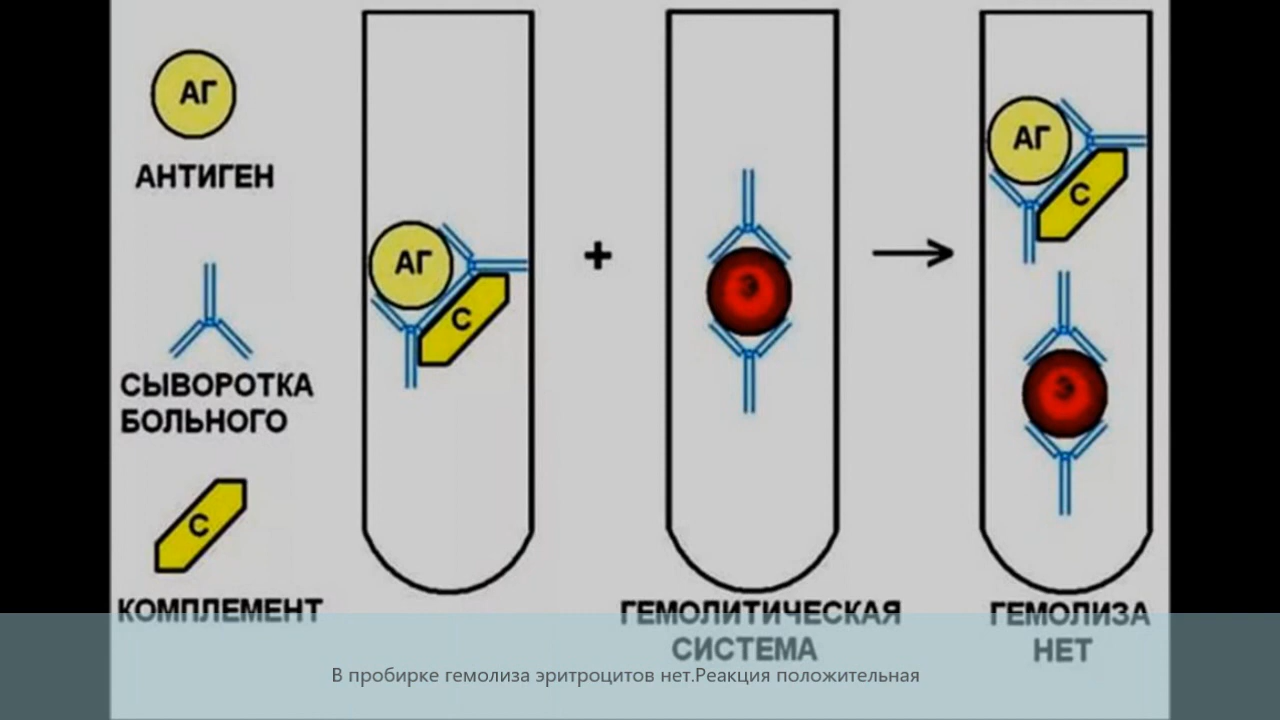 АГ
АНТИГЕН
СЫВОРОТКА
БОЛЬНОГО
С
КОМПЛЕМЕНТ
АГ
С
+
Э
ГЕМОЛИТИЧЕСКАЯ
СИСТЕМА
АГ
С
Э
ГЕМОЛИЗА
НЕТ
В пробирке гемолиза эритроцитов нет.Реакция положительная